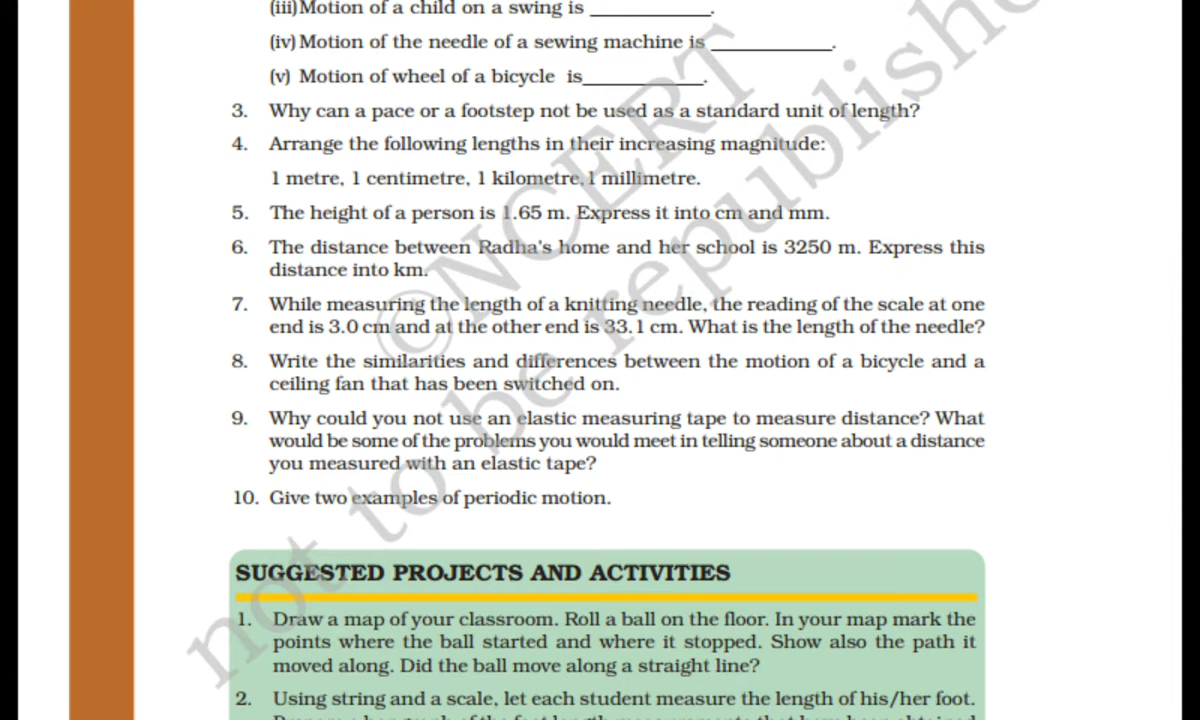 (iii) Motion of a child on a swing is ____________.
(iv) Motion of the needle of a sewing machine is ____________.
(v) Motion of wheel of a bicycle is____________.
3. Why can a pace or a footstep not be used as a standard unit of length?
4. Arrange the following lengths in their increasing magnitude:
1 metre, 1 centimetre, 1 kilometre,1 millimetre.
5. The height of a person is 1.65 m. Express it into cm and mm.
6. The distance between Radha's home and her school is 3250 m. Express this
distance into km.
7. While measuring the length of a knitting needle, the reading of the scale at one
end is 3.0 cm and at the other end is 33.1 cm. What is the length of the needle?
8. Write the similarities and differences between the motion of a bicycle and a
ceiling fan that has been switched on.
9. Why could you not use an elastic measuring tape to measure distance? What
would be some of the problems you would meet in telling someone about a distance
you measured with an elastic tape?
10. Give two examples of periodic motion.
SUGGESTED PROJECTS AND ACTIVITIES
1. Draw a map of your classroom. Roll a ball on the floor. In your map mark the
points where the ball started and where it stopped. Show also the path it
moved along. Did the ball move along a straight line?
2. Using string and a scale, let each student measure the length of his/her foot.
©NCERT
not to be republishe